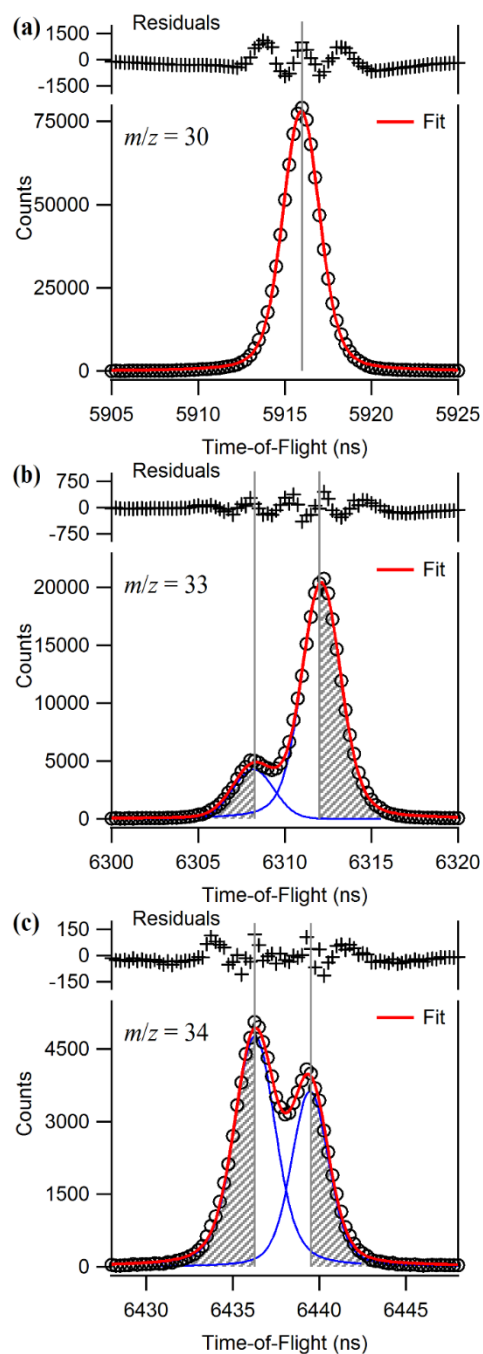 (a)
Residuals
1500
0
-1500
75000
50000
25000
0
Counts
m/z = 30
Fit
5905 5910 5915 5920 5925
Time-of-Flight (ns)
(b)
Residuals
750
0
-750
20000
15000
10000
5000
0
Counts
m/z = 33
Fit
6300 6305 6310 6315 6320
Time-of-Flight (ns)
(c)
Residuals
150
0
-150
4500
3000
1500
0
Counts
m/z = 34
Fit
6430 6435 6440 6445
Time-of-Flight (ns)